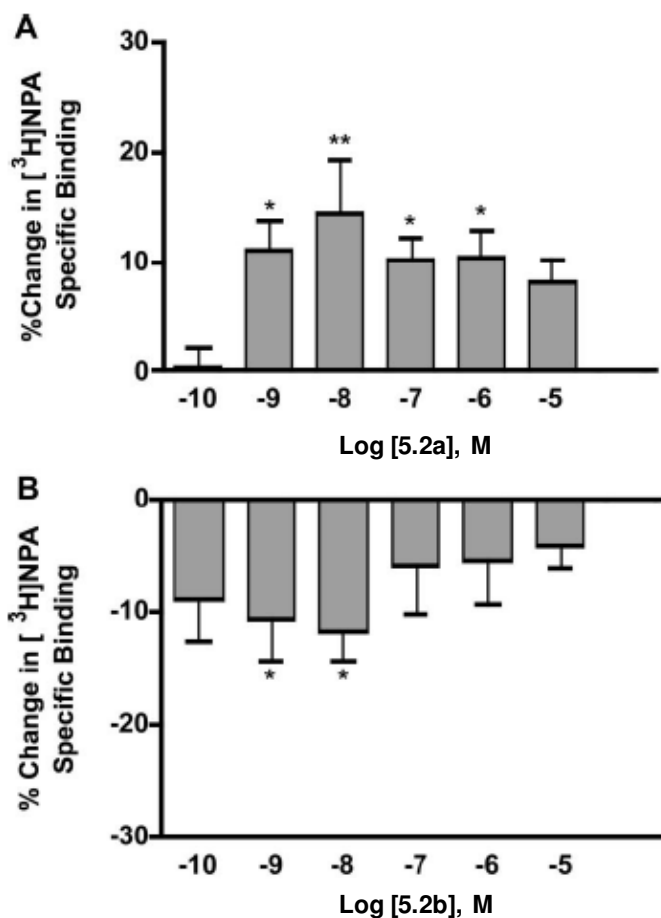 A
%Change in [³H]NPA
Specific Binding
30
20
10
0
*
**
*
*
-10 -9 -8 -7 -6 -5
Log [5.2a], M
B
% Change in [³H]NPA
Specific Binding
0
-10
-20
-30
*
*
-10 -9 -8 -7 -6 -5
Log [5.2b], M